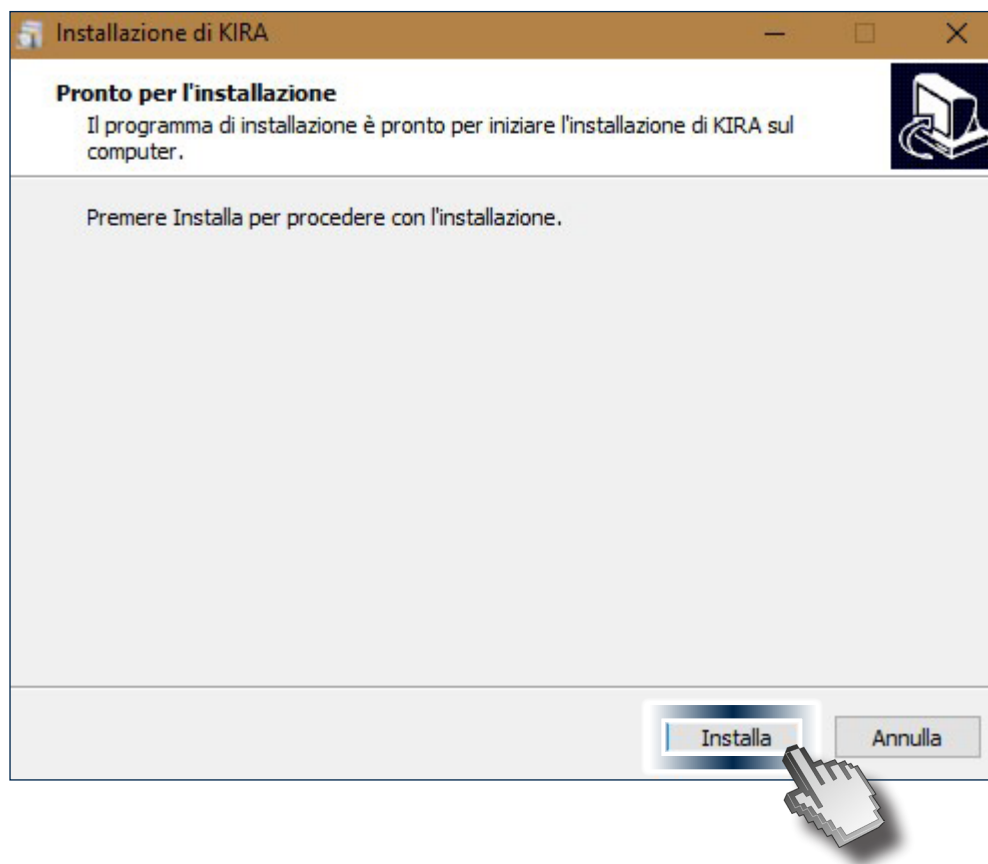 Installazione di KIRA
Pronto per l'installazione
Il programma di installazione è pronto per iniziare l'installazione di KIRA sul
computer.
Premere Installa per procedere con l'installazione.
Installa
Annulla